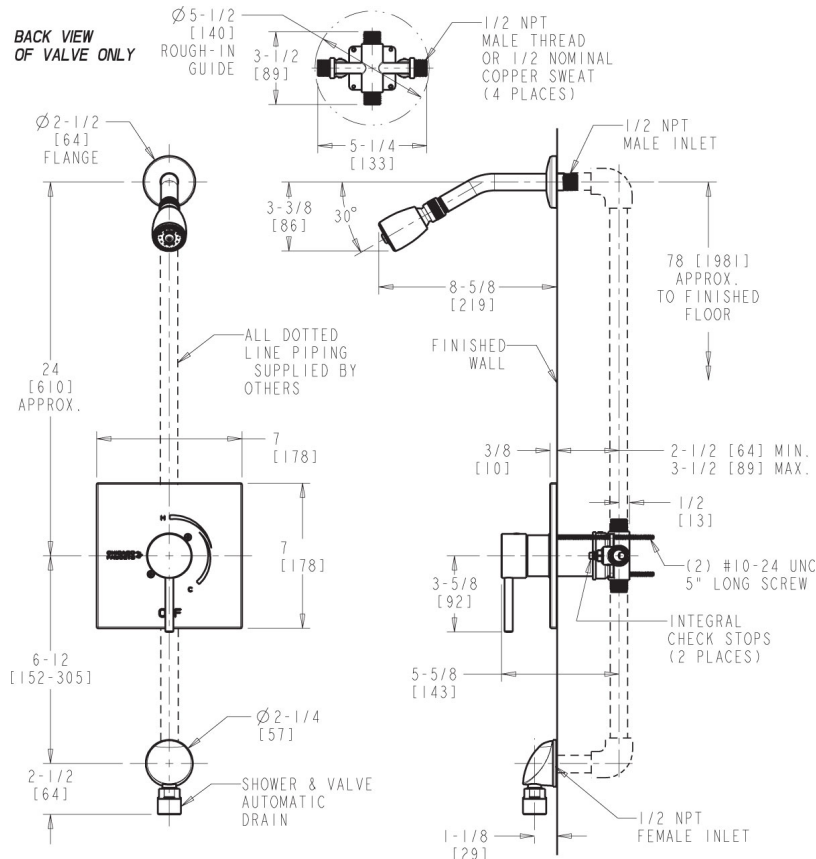 BACK VIEW
OF VALVE ONLY
Ø 5-1/2
[140]
ROUGH-IN
GUIDE
3-1/2
[89]
1/2 NPT
MALE THREAD
OR 1/2 NOMINAL
COPPER SWEAT
(4 PLACES)
5-1/4
[133]
Ø 2-1/2
[64]
FLANGE
1/2 NPT
MALE INLET
3-3/8
[86]
30°
8-5/8
[219]
78 [1981]
APPROX.
TO FINISHED
FLOOR
ALL DOTTED
LINE PIPING
SUPPLIED BY
OTHERS
FINISHED
WALL
24
[610]
APPROX.
7
[178]
3/8
[10]
2-1/2 [64] MIN.
3-1/2 [89] MAX.
1/2
[13]
H
C
7
[178]
(2) #10-24 UNC
5" LONG SCREW
3-5/8
[92]
INTEGRAL
CHECK STOPS
(2 PLACES)
6-12
[152-305]
5-5/8
[143]
Ø 2-1/4
[57]
2-1/2
[64]
SHOWER & VALVE
AUTOMATIC
DRAIN
1/2 NPT
FEMALE INLET
1-1/8
[29]